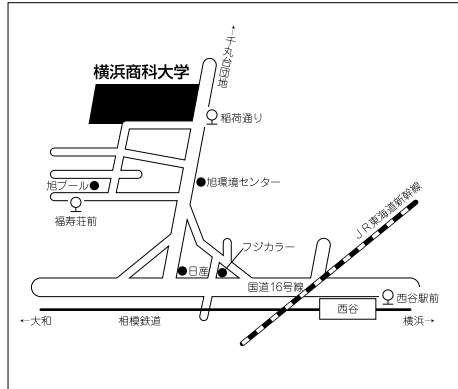 ←千丸台団地
横浜商科大学
稲荷通り
旭プール
旭環境センター
福寿荘前
JR東海道新幹線
フジカラー
日産
国道16号線
西谷駅前
西谷
←大和
相模鉄道
横浜→